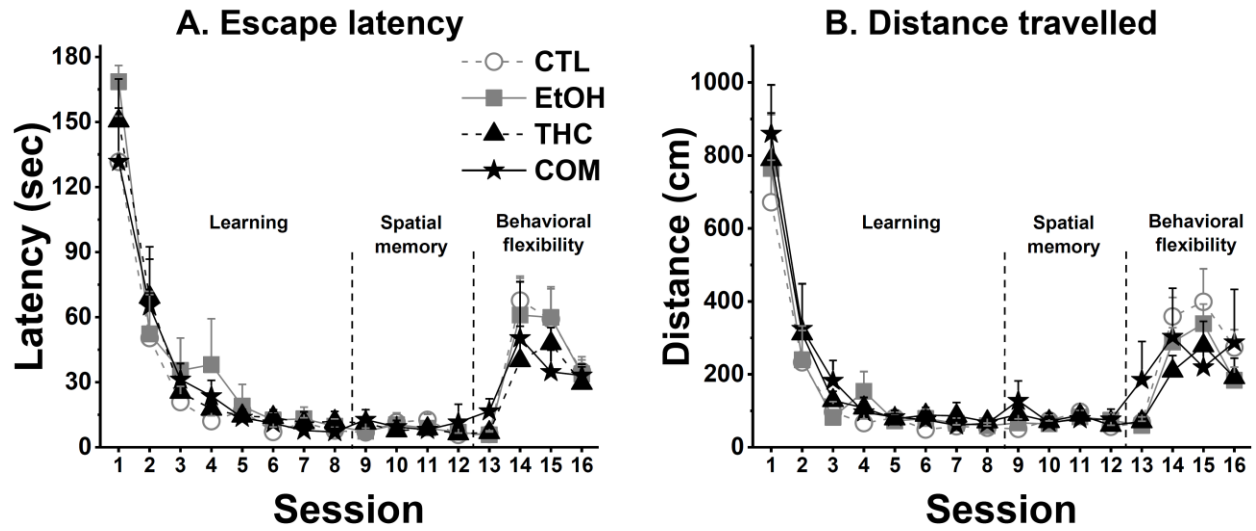 A. Escape latency
Latency (sec)
180
150
120
90
60
30
0
CTL
EtOH
THC
COM
Learning
Spatial
memory
Behavioral
flexibility
1 2 3 4 5 6 7 8 9 10 11 12 13 14 15 16
Session
B. Distance travelled
Distance (cm)
1000
800
600
400
200
0
Learning
Spatial
memory
Behavioral
flexibility
1 2 3 4 5 6 7 8 9 10 11 12 13 14 15 16
Session